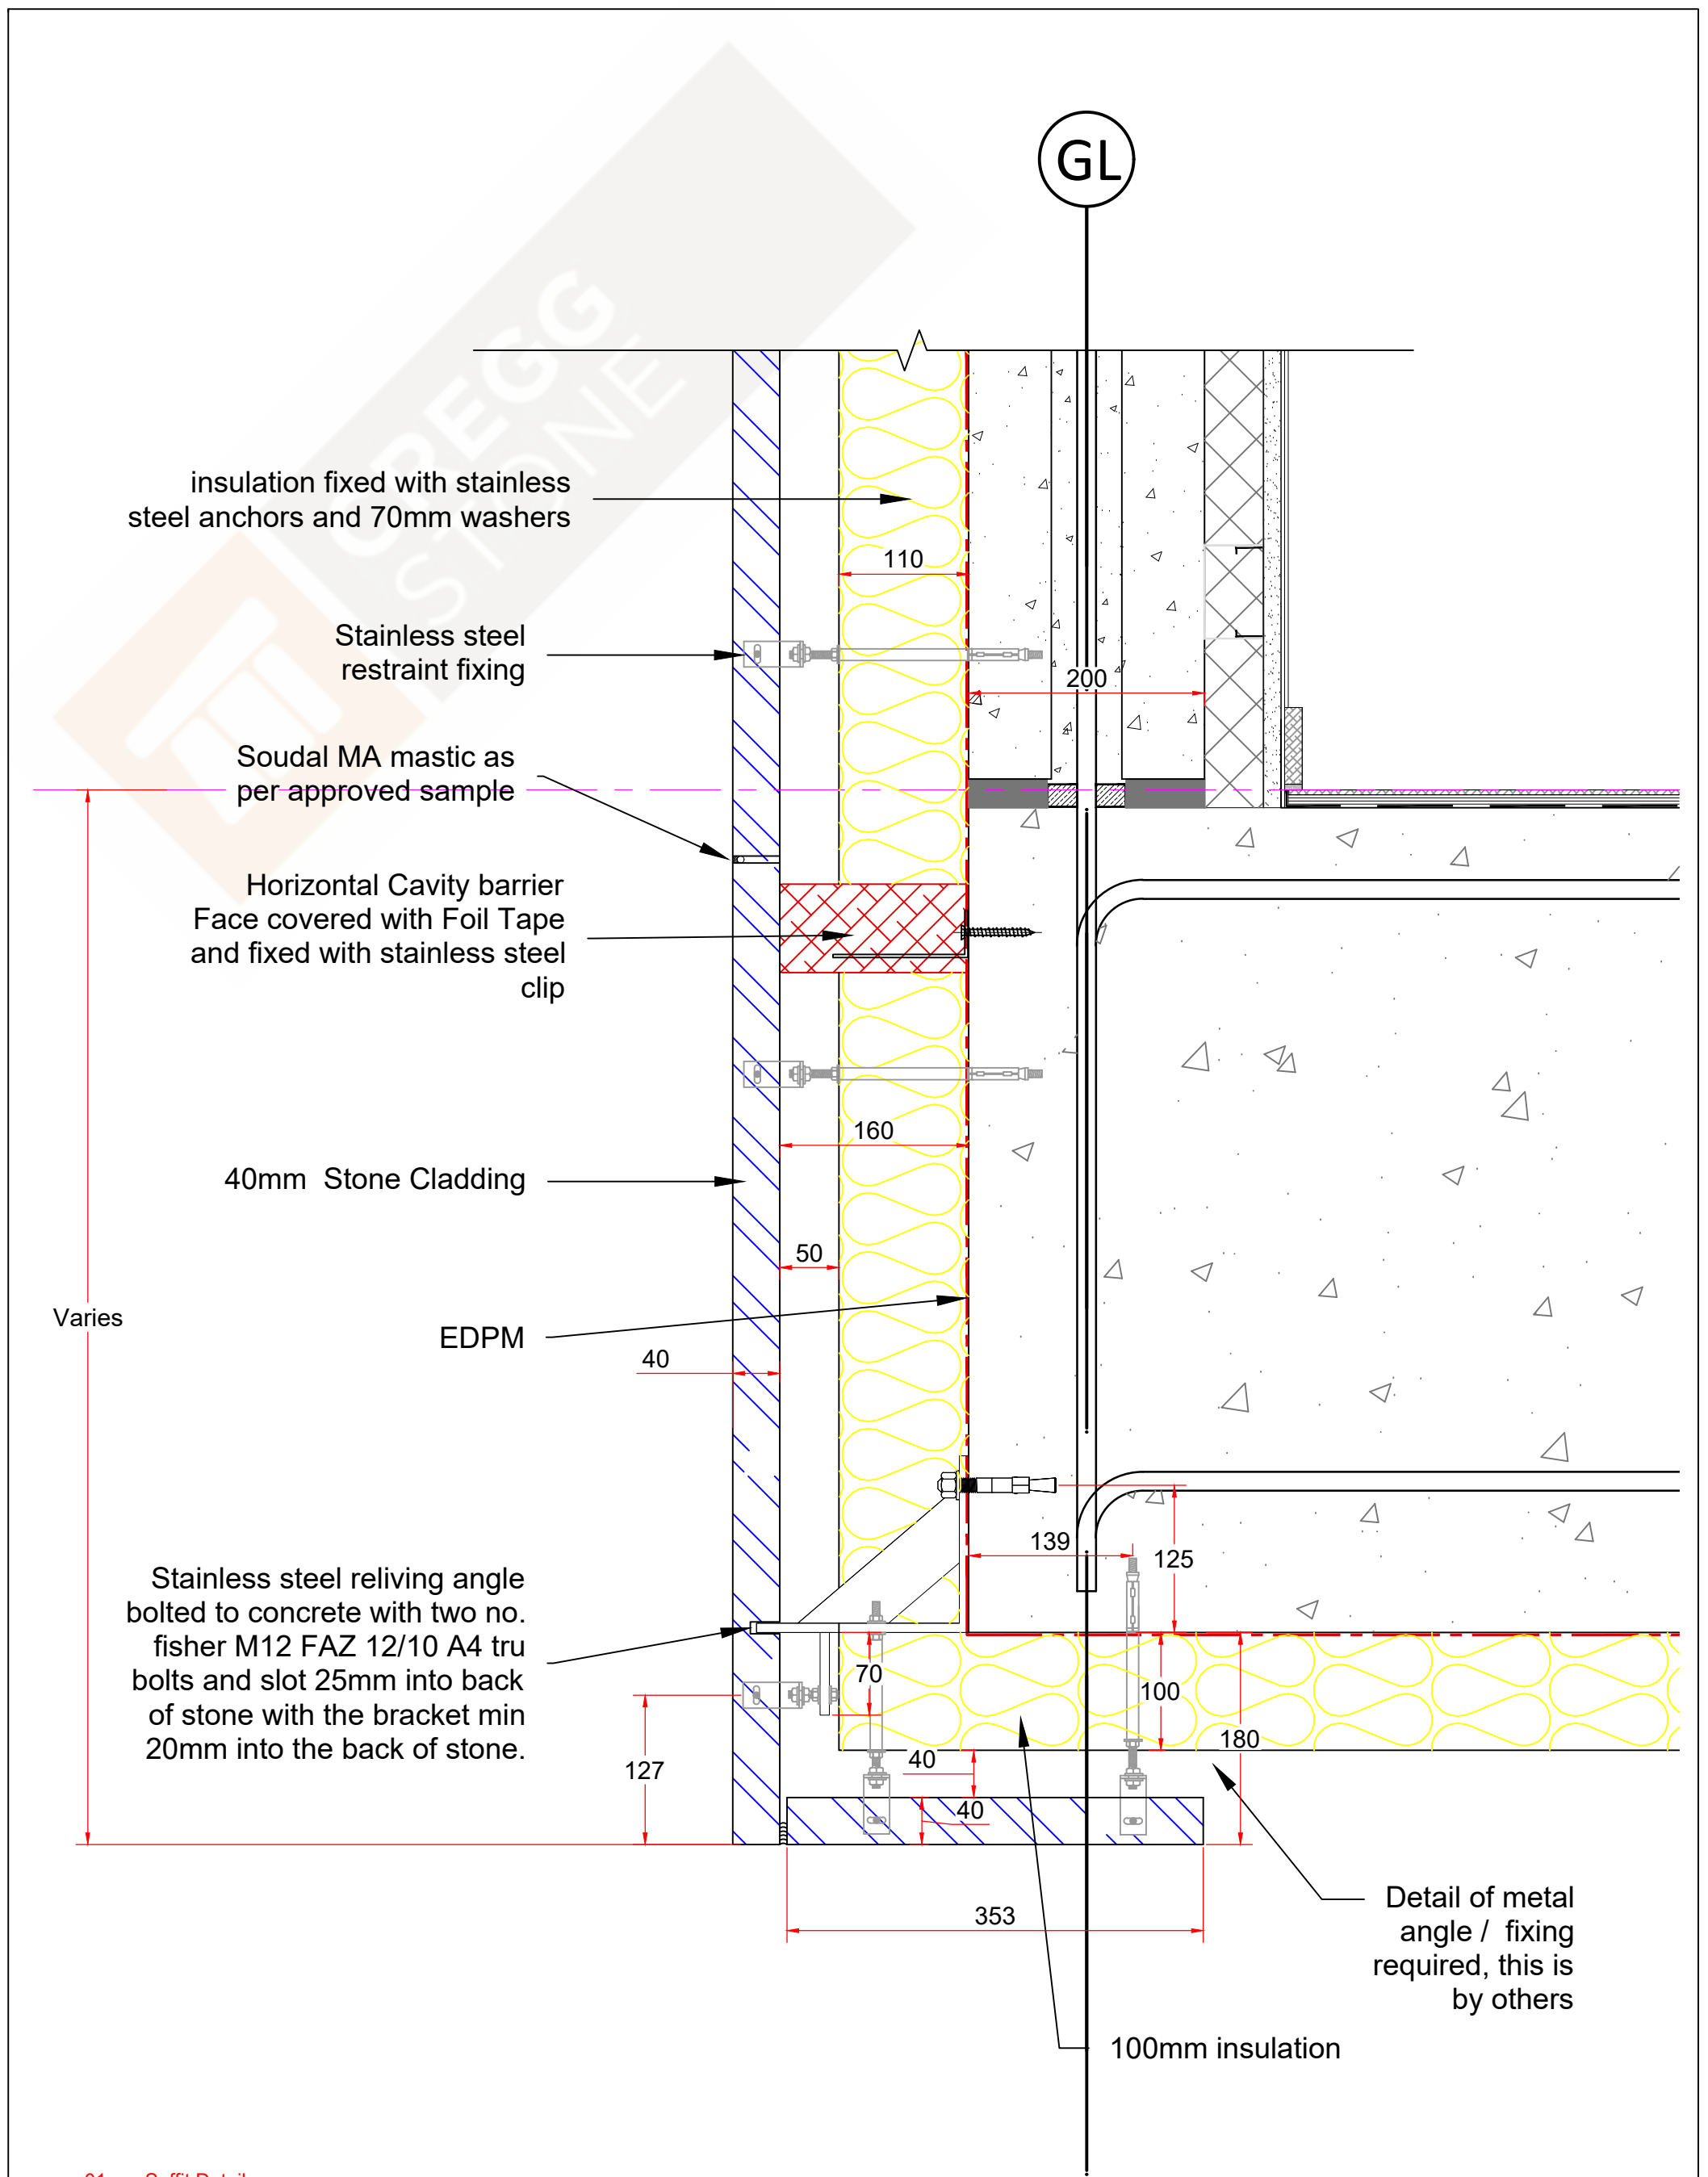 GL
CREGG
STONE
insulation fixed with stainless
steel anchors and 70mm washers
110
Stainless steel
restraint fixing
200
Soudal MA mastic as
per approved sample
Horizontal Cavity barrier
Face covered with Foil Tape
and fixed with stainless steel
clip
160
40mm Stone Cladding
50
Varies
EDPM
40
139
125
Stainless steel reliving angle
bolted to concrete with two no.
fisher M12 FAZ 12/10 A4 tru
bolts and slot 25mm into back
of stone with the bracket min
20mm into the back of stone.
70
100
180
127
40
40
353
Detail of metal
angle / fixing
required, this is
by others
100mm insulation
Soffit Detail